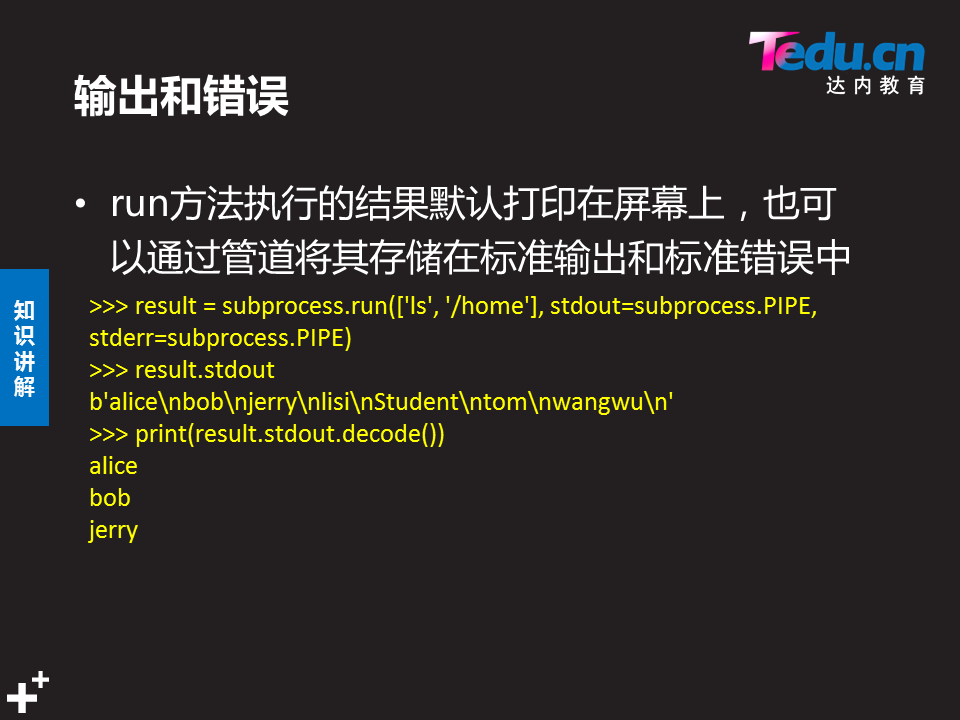 Tedu.cn
达内教育
输出和错误
• run方法执行的结果默认打印在屏幕上，也可
以通过管道将其存储在标准输出和标准错误中
知识讲解
>>> result = subprocess.run(['ls', '/home'], stdout=subprocess.PIPE,
stderr=subprocess.PIPE)
>>> result.stdout
b'alice\nbob\njerry\nlisi\nStudent\ntom\nwangwu\n'
>>> print(result.stdout.decode())
alice
bob
jerry